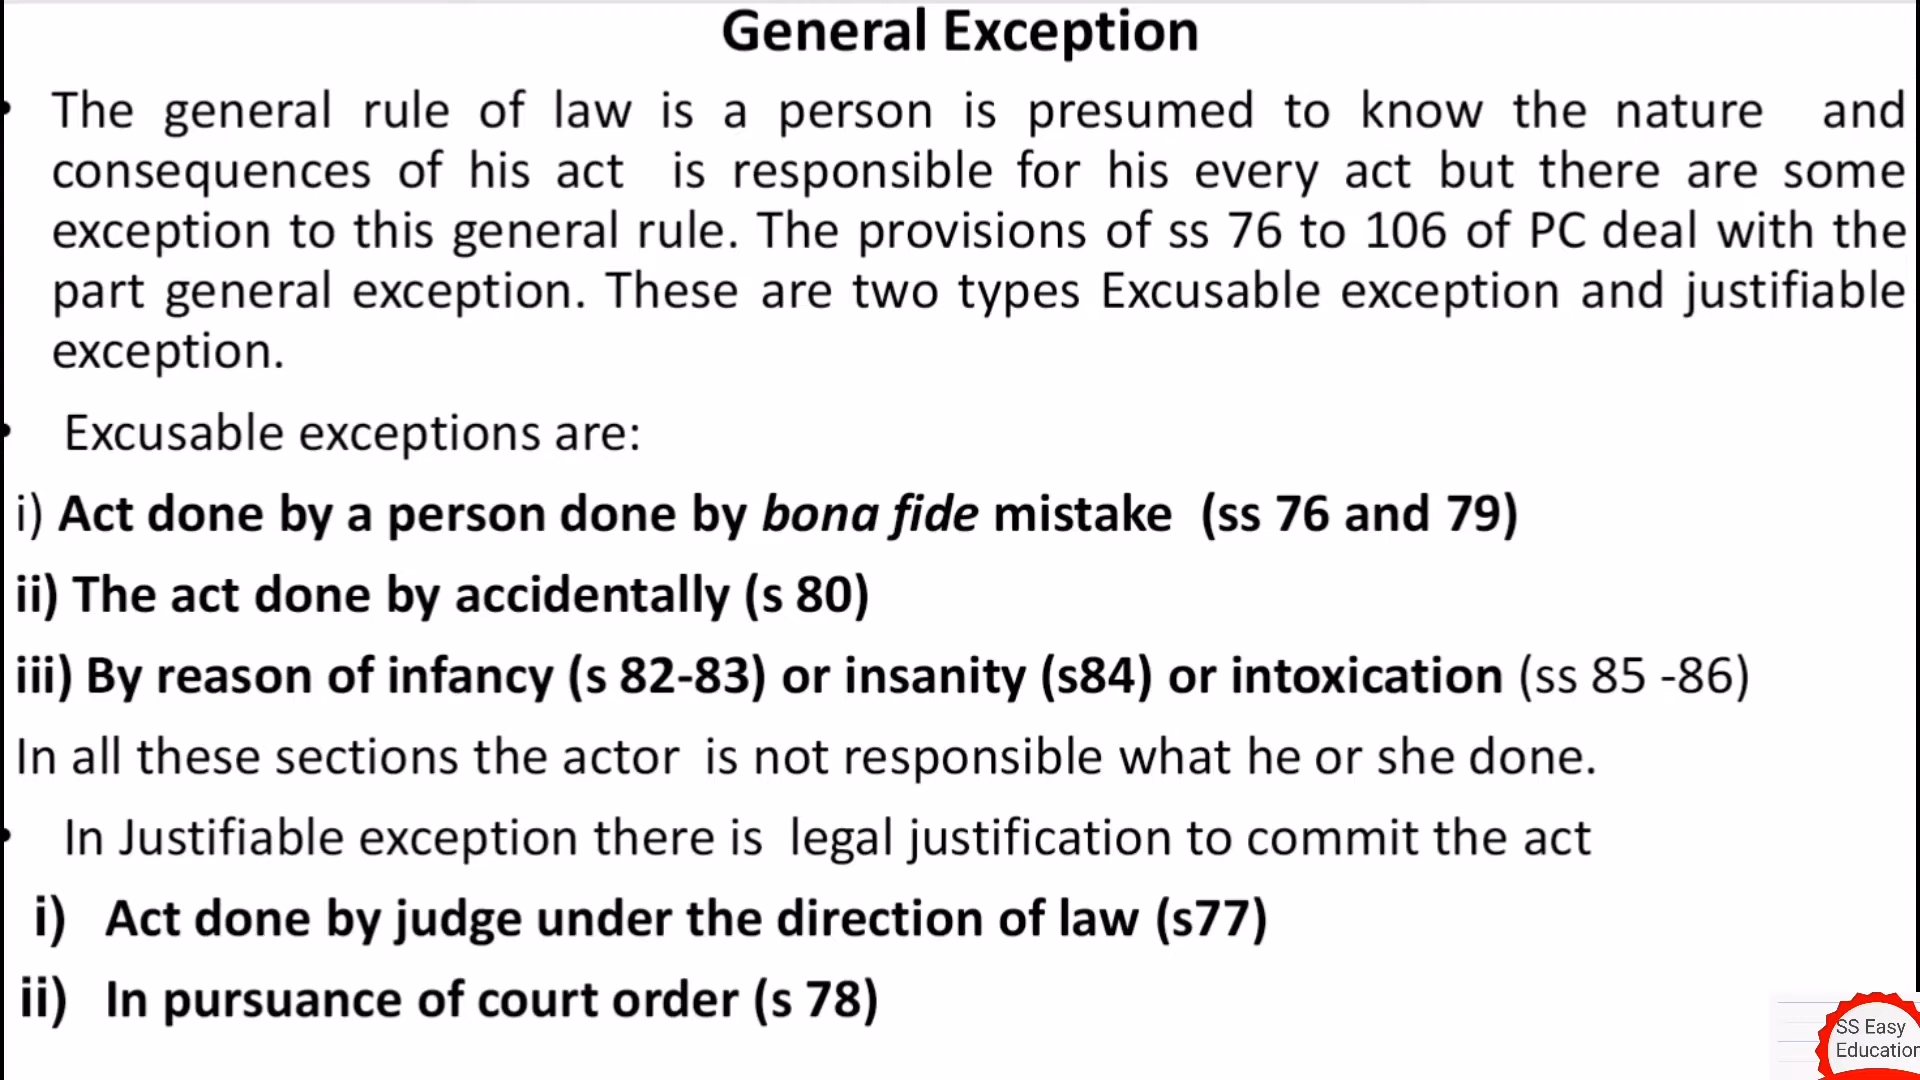 General Exception
• The general rule of law is a person is presumed to know the nature and
consequences of his act is responsible for his every act but there are some
exception to this general rule. The provisions of ss 76 to 106 of PC deal with the
part general exception. These are two types Excusable exception and justifiable
exception.
• Excusable exceptions are:
i) Act done by a person done by bona fide mistake (ss 76 and 79)
ii) The act done by accidentally (s 80)
iii) By reason of infancy (s 82-83) or insanity (s84) or intoxication (ss 85 -86)
In all these sections the actor is not responsible what he or she done.
• In Justifiable exception there is legal justification to commit the act
i) Act done by judge under the direction of law (s77)
ii) In pursuance of court order (s 78)
SS Easy
Education